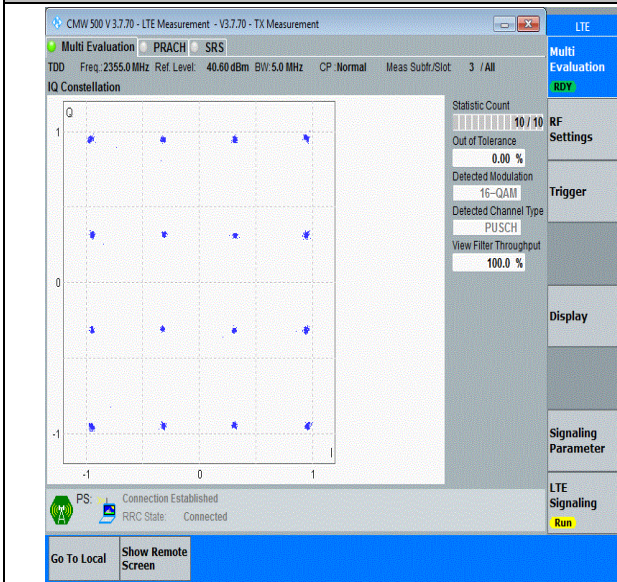 CMW 500 V 3.7.70 - LTE Measurement - V3.7.70 - TX Measurement
LTE
Multi Evaluation PRACH SRS
Multi
Evaluation
RDY
TDD Freq.:2355.0 MHz Ref. Level: 40.60 dBm BW:5.0 MHz CP :Normal Meas Subfr./Slot: 3 / All
IQ Constellation
Statistic Count
10 / 10
Out of Tolerance
0.00 %
Detected Modulation
16-QAM
Detected Channel Type
PUSCH
View Filter Throughput
100.0 %
RF
Settings
Trigger
Display
Signaling
Parameter
LTE
Signaling
Run
Q
1
0
-1
I
-1 0 1
PS: Connection Established
RRC State: Connected
Go To Local
Show Remote
Screen